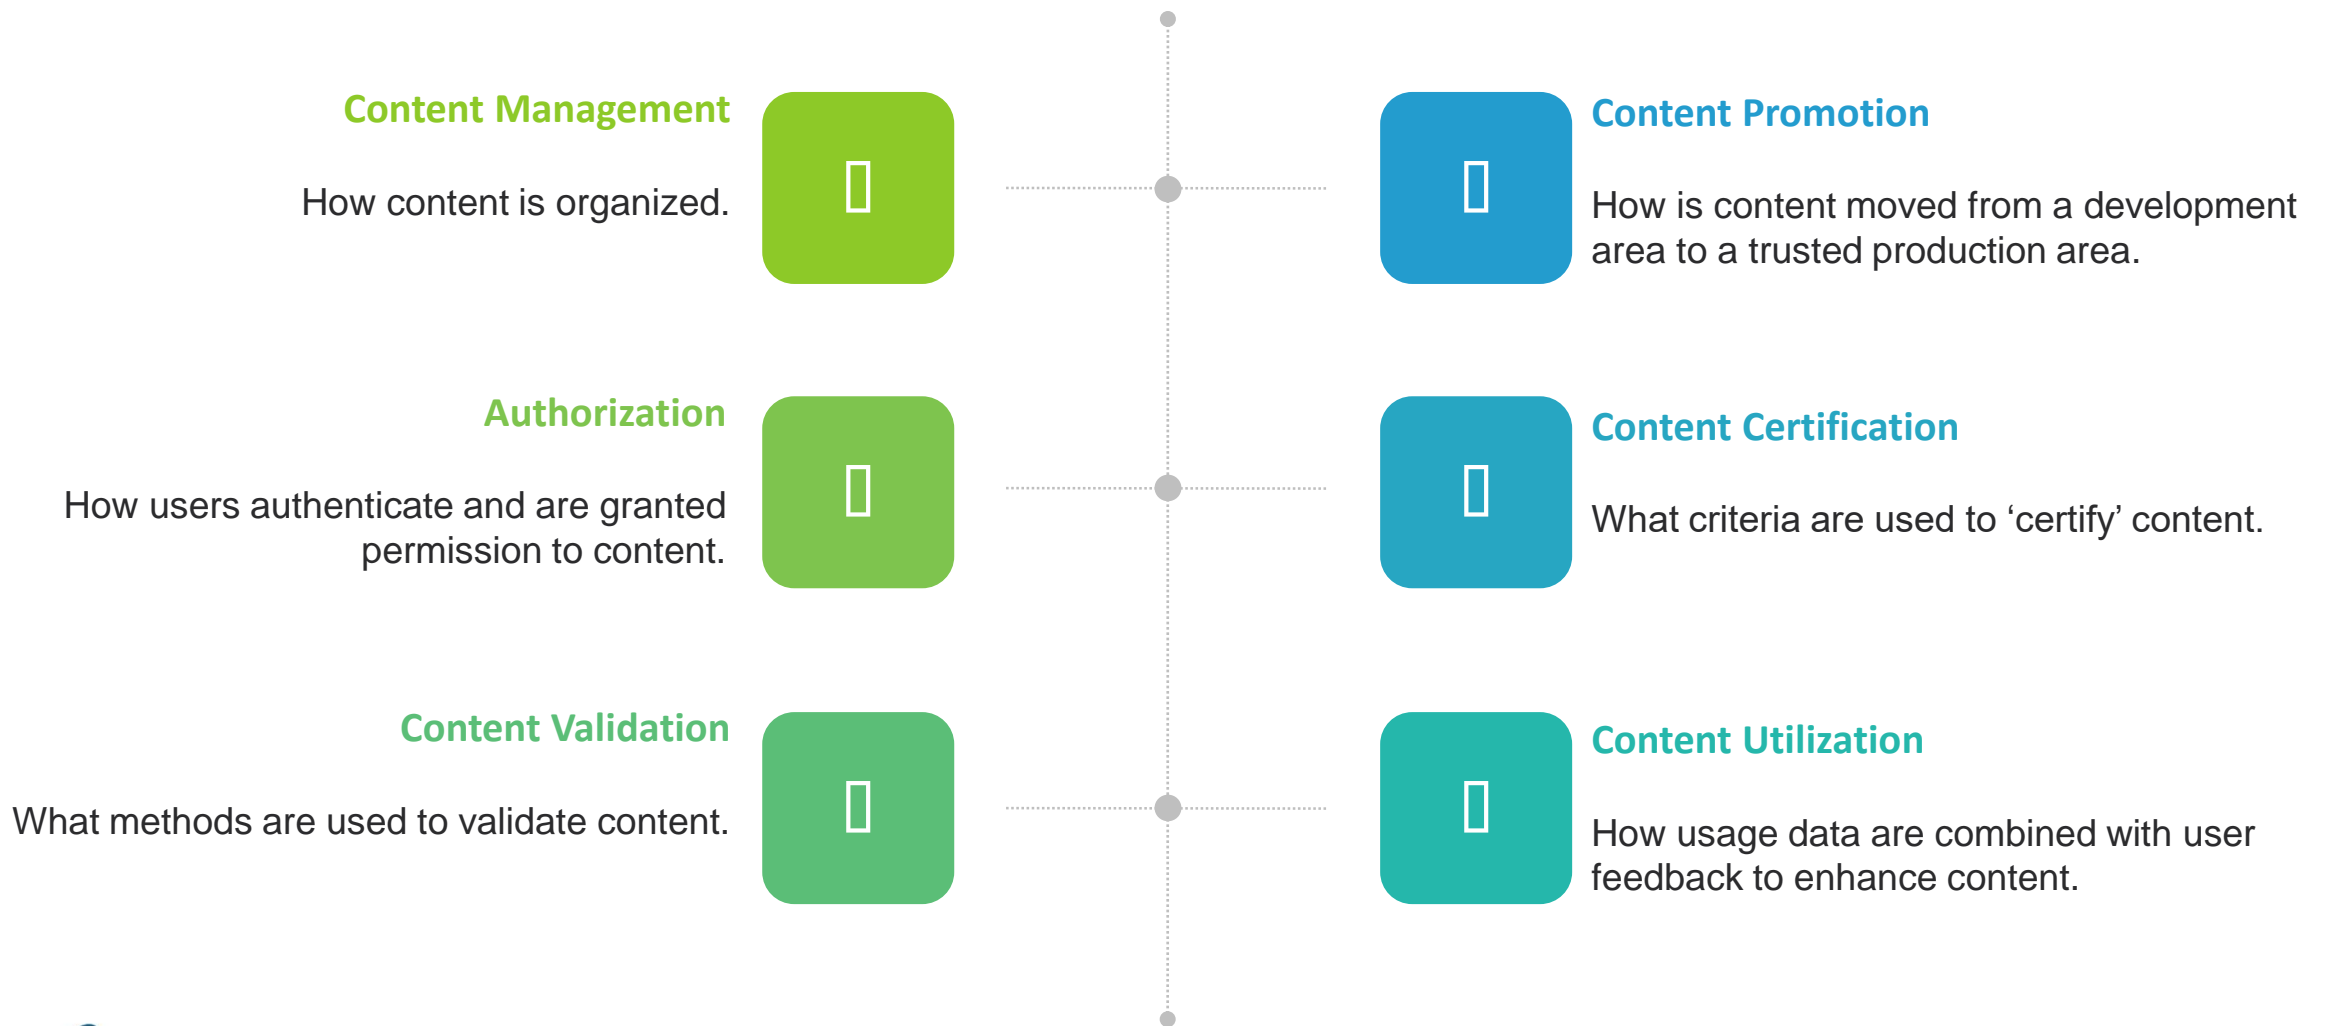 Content Management
How content is organized.
Authorization
How users authenticate and are granted
permission to content.
Content Validation
What methods are used to validate content.
Content Promotion
How is content moved from a development
area to a trusted production area.
Content Certification
What criteria are used to ‘certify’ content.
Content Utilization
How usage data are combined with user
feedback to enhance content.